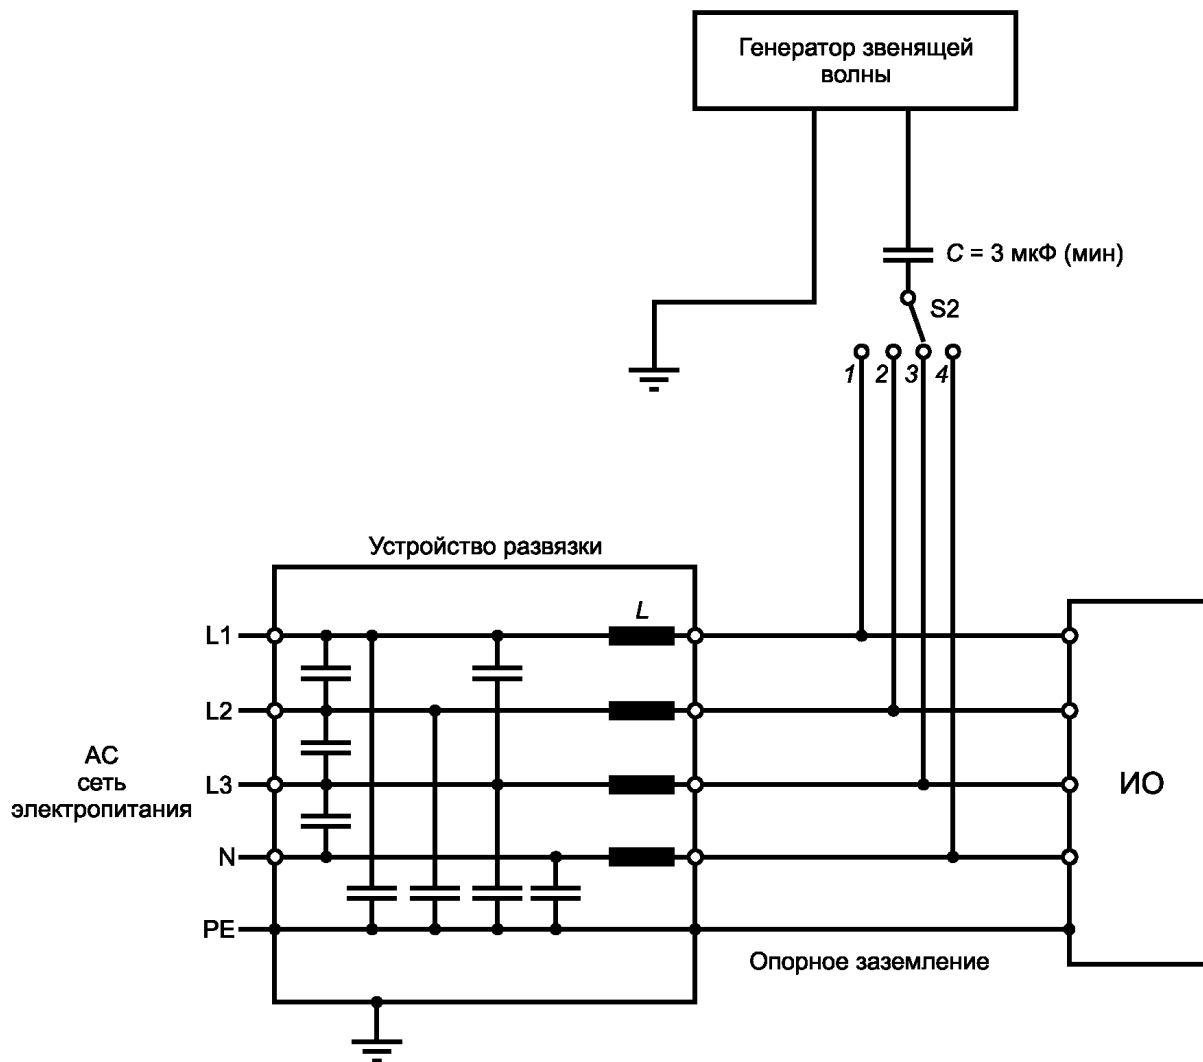 Генератор звенящей
волны
C = 3 мкФ (мин)
S2
1 2 3 4
Устройство развязки
L
L1
L2
L3
N
PE
АС
сеть
электропитания
ИО
Опорное заземление